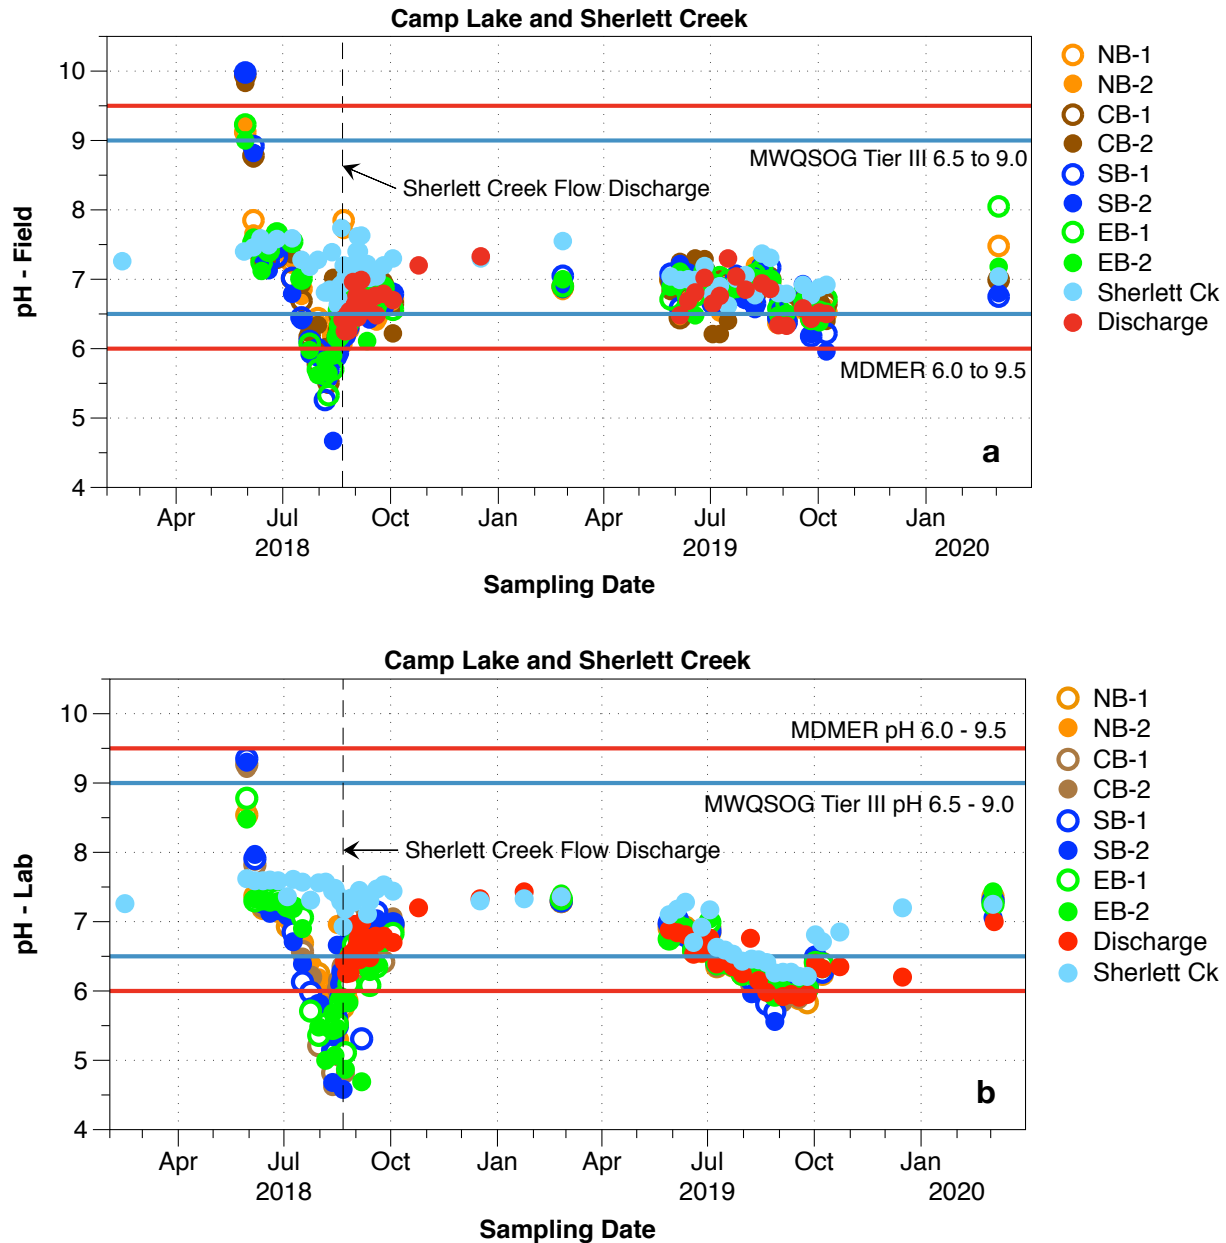 Camp Lake and Sherlett Creek
10
9
8
7
6
5
4
pH - Field
MWQSOG Tier III 6.5 to 9.0
Sherlett Creek Flow Discharge
MDMER 6.0 to 9.5
a
Apr Jul Oct Jan Apr Jul Oct Jan
2018 2019 2020
Sampling Date
NB-1
NB-2
CB-1
CB-2
SB-1
SB-2
EB-1
EB-2
Sherlett Ck
Discharge
Camp Lake and Sherlett Creek
10
9
8
7
6
5
4
pH - Lab
MDMER pH 6.0 - 9.5
MWQSOG Tier III pH 6.5 - 9.0
Sherlett Creek Flow Discharge
b
Apr Jul Oct Jan Apr Jul Oct Jan
2018 2019 2020
Sampling Date
NB-1
NB-2
CB-1
CB-2
SB-1
SB-2
EB-1
EB-2
Discharge
Sherlett Ck